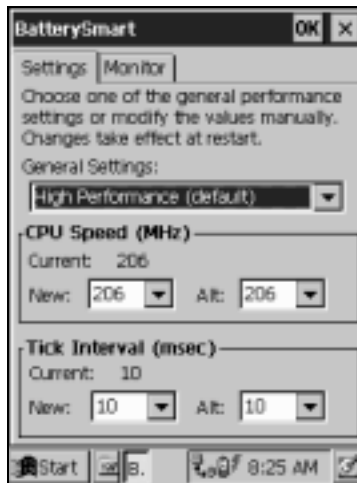 BatterySmart OK ×
Settings Monitor
Choose one of the general performance
settings or modify the values manually.
Changes take effect at restart.
General Settings:
High Performance (default)
CPU Speed (MHz)
Current: 206
New: 206 Alt: 206
Tick Interval (msec)
Current: 10
New: 10 Alt: 10
Start B. 8:25 AM